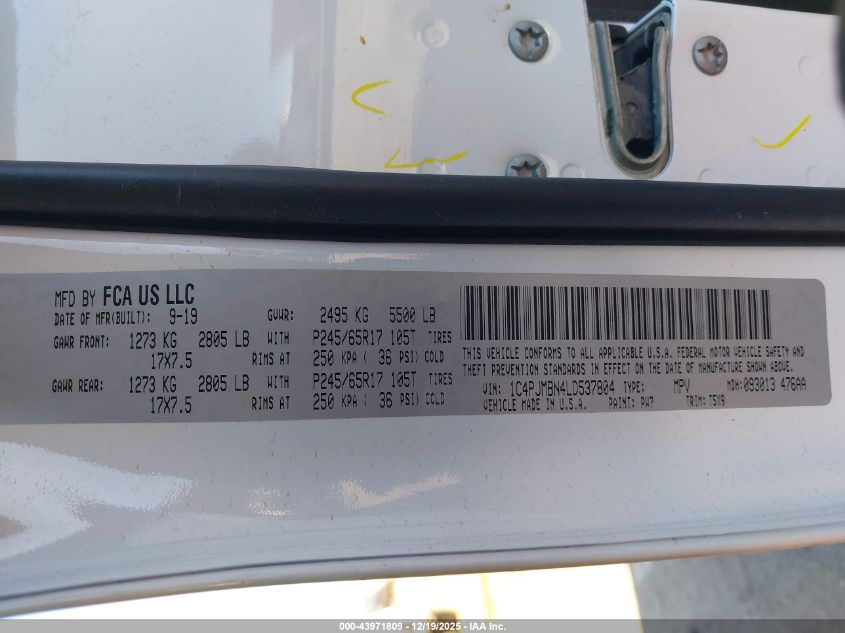 MFD BY FCA US LLC
DATE OF MFR(BUILT): 9-19 GVWR: 2495 KG 5500 LB
GAWR FRONT: 1273 KG 2805 LB WITH P245/65R17 105T TIRES
17X7.5 RIMS AT 250 KPA ( 36 PSI) COLD
GAWR REAR: 1273 KG 2805 LB WITH P245/65R17 105T TIRES
17X7.5 RIMS AT 250 KPA ( 36 PSI) COLD
THIS VEHICLE CONFORMS TO ALL APPLICABLE U.S.A. FEDERAL MOTOR VEHICLE SAFETY AND
THEFT PREVENTION STANDARDS IN EFFECT ON THE DATE OF MANUFACTURE SHOWN ABOVE.
VIN: 1C4PJMBN4LD537804 TYPE: MPV MDH:093013 476AA
VEHICLE MADE IN U.S.A. PAINT: PW7 TRIM: T5X9
000-43971809 - 12/19/2025 - IAA Inc.